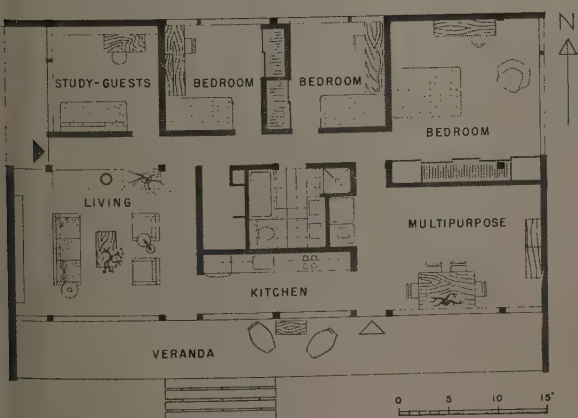 N
STUDY-GUESTS
BEDROOM
BEDROOM
BEDROOM
LIVING
MULTIPURPOSE
KITCHEN
VERANDA
0 5 10 15'